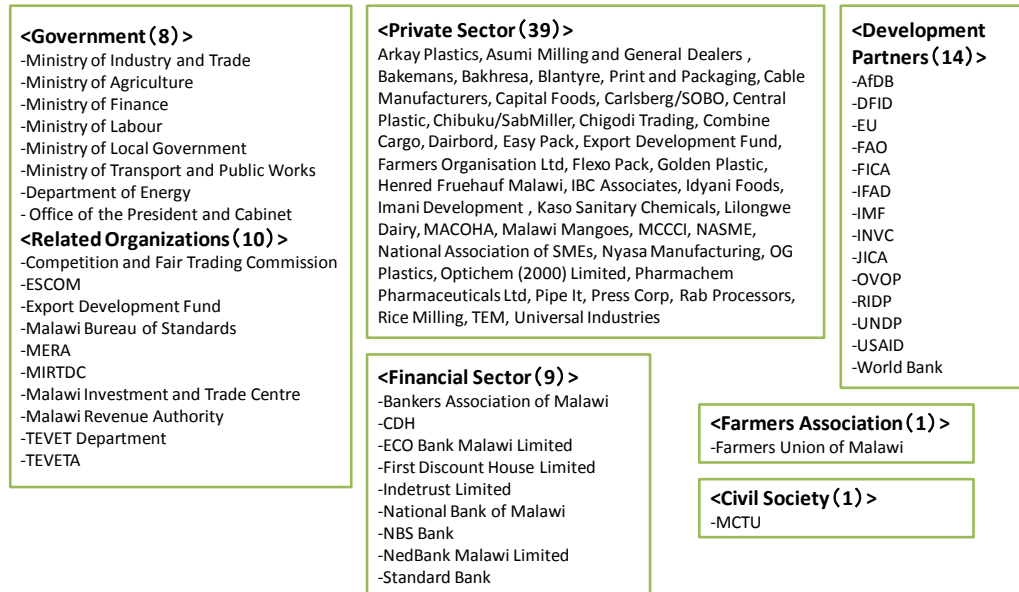 <Government(8)>
-Ministry of Industry and Trade
-Ministry of Agriculture
-Ministry of Finance
-Ministry of Labour
-Ministry of Local Government
-Ministry of Transport and Public Works
-Department of Energy
- Office of the President and Cabinet
<Related Organizations(10)>
-Competition and Fair Trading Commission
-ESCOM
-Export Development Fund
-Malawi Bureau of Standards
-MERA
-MIRTDC
-Malawi Investment and Trade Centre
-Malawi Revenue Authority
-TEVET Department
-TEVETA
<Private Sector(39)>
Arkay Plastics, Asumi Milling and General Dealers ,
Bakemans, Bakhresa, Blantyre, Print and Packaging, Cable
Manufacturers, Capital Foods, Carlsberg/SOBO, Central
Plastic, Chibuku/SabMiller, Chigodi Trading, Combine
Cargo, Dairbord, Easy Pack, Export Development Fund,
Farmers Organisation Ltd, Flexo Pack, Golden Plastic,
Henred Fruehauf Malawi, IBC Associates, Idyani Foods,
Imani Development , Kaso Sanitary Chemicals, Lilongwe
Dairy, MACOHA, Malawi Mangoes, MCCCI, NASME,
National Association of SMEs, Nyasa Manufacturing, OG
Plastics, Optichem (2000) Limited, Pharmachem
Pharmaceuticals Ltd, Pipe It, Press Corp, Rab Processors,
Rice Milling, TEM, Universal Industries
<Financial Sector(9)>
-Bankers Association of Malawi
-CDH
-ECO Bank Malawi Limited
-First Discount House Limited
-Indetrust Limited
-National Bank of Malawi
-NBS Bank
-NedBank Malawi Limited
-Standard Bank
<Development
Partners(14)>
-AfDB
-DFID
-EU
-FAO
-FICA
-IFAD
-IMF
-INVC
-JICA
-OVOP
-RIDP
-UNDP
-USAID
-World Bank
<Farmers Association(1)>
-Farmers Union of Malawi
<Civil Society(1)>
-MCTU